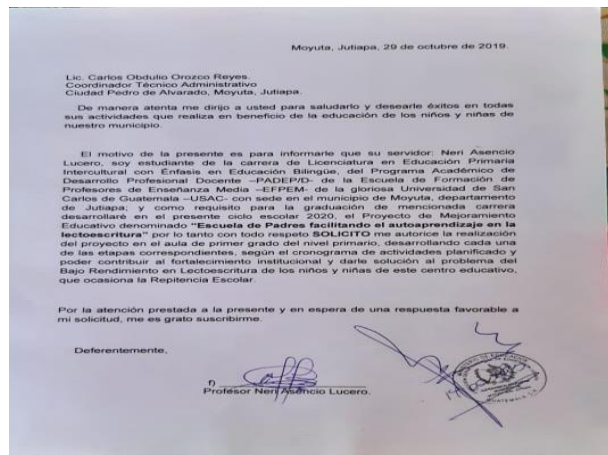 Moyuta, Jutiapa, 29 de octubre de 2019.
Lic. Carlos Obdulio Orozco Reyes.
Coordinador Técnico Administrativo
Ciudad Pedro de Alvarado, Moyuta, Jutiapa.
De manera atenta me dirijo a usted para saludarlo y desearle éxitos en todas
sus actividades que realiza en beneficio de la educación de los niños y niñas de
nuestro municipio.
El motivo de la presente es para informarle que su servidor: Neri Asencio
Lucero, soy estudiante de la carrera de Licenciatura en Educación Primaria
Intercultural con Énfasis en Educación Bilingüe, del Programa Académico de
Desarrollo Profesional Docente –PADEP/D- de la Escuela de Formación de
Profesores de Enseñanza Media –EFPEM- de la gloriosa Universidad de San
Carlos de Guatemala –USAC- con sede en el municipio de Moyuta, departamento
de Jutiapa; y como requisito para la graduación de mencionada carrera
desarrollaré en el presente ciclo escolar 2020, el Proyecto de Mejoramiento
Educativo denominado "Escuela de Padres facilitando el autoaprendizaje en la
lectoescritura" por lo tanto con todo respeto SOLICITO me autorice la realización
del proyecto en el aula de primer grado del nivel primario, desarrollando cada una
de las etapas correspondientes, según el cronograma de actividades planificado y
poder contribuir al fortalecimiento institucional y darle solución al problema del
Bajo Rendimiento en Lectoescritura de los niños y niñas de este centro educativo,
que ocasiona la Repitencia Escolar.
Por la atención prestada a la presente y en espera de una respuesta favorable a
mi solicitud, me es grato suscribirme.
Deferentemente,
f)
Profesor Neri Asencio Lucero.